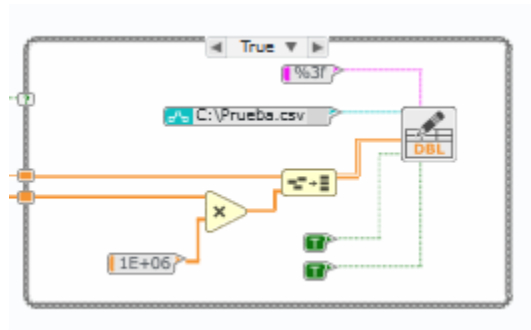 True
%3f
C:\Prueba.csv
DBL
×
T
1E+06
T